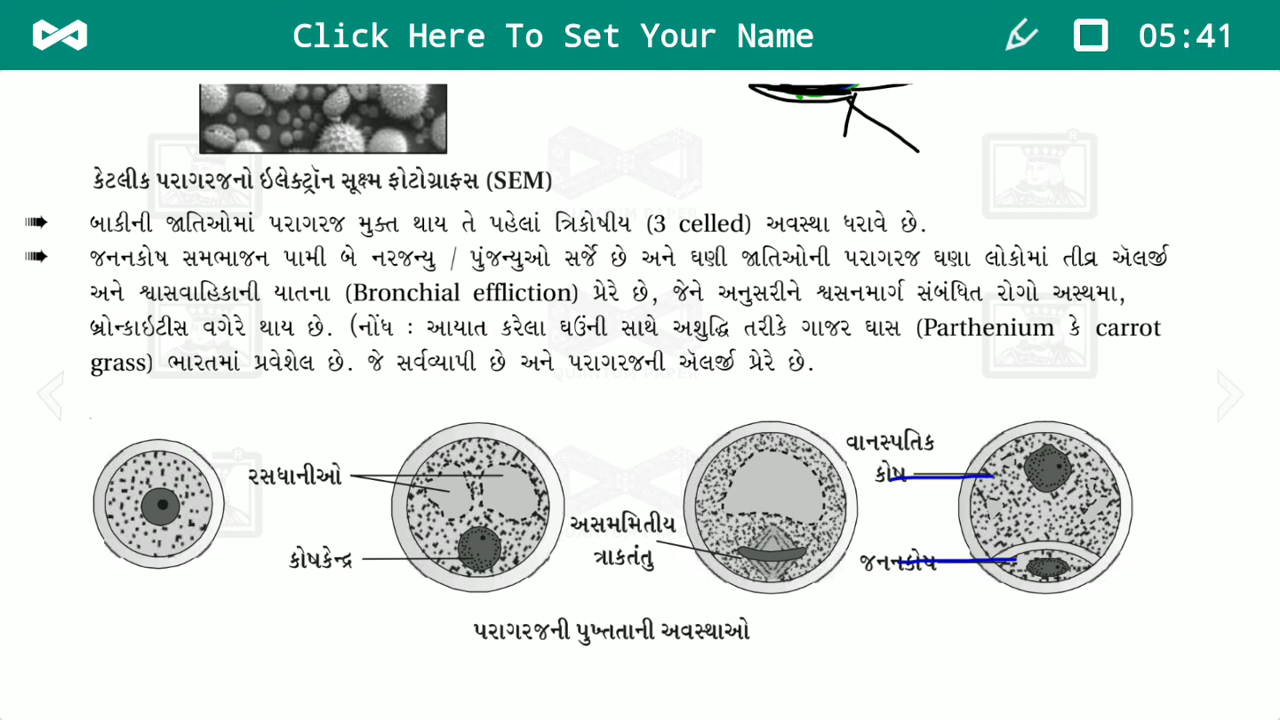 Click Here To Set Your Name
05:41
કેટલીક પરાગરજનો ઇલેક્ટ્રૉન સૂક્ષ્મ ફોટોગ્રાફસ (SEM)
બાકીની જાતિઓમાં પરાગરજ મુક્ત થાય તે પહેલાં ત્રિકોષીય (3 celled) અવસ્થા ધરાવે છે.
જનનકોષ સમભાજન પામી બે નરજન્યુ / પુંજન્યુઓ સર્જે છે અને ઘણી જાતિઓની પરાગરજ ઘણા લોકોમાં તીવ્ર ઍલર્જી
અને શ્વાસવાહિકાની યાતના (Bronchial effliction) પ્રેરે છે, જેને અનુસરીને શ્વસનમાર્ગ સંબંધિત રોગો અસ્થમા,
બ્રોન્કાઇટીસ વગેરે થાય છે. (નોંધ : આયાત કરેલા ઘઉંની સાથે અશુદ્ધિ તરીકે ગાજર ઘાસ (Parthenium કે carrot
grass) ભારતમાં પ્રવેશેલ છે. જે સર્વવ્યાપી છે અને પરાગરજની ઍલર્જી પ્રેરે છે.
રસધાનીઓ
કોષકેન્દ્ર
અસમમિતીય
ત્રાકતંતુ
વાનસ્પતિક
કોષ
જનનકોષ
પરાગરજની પુખ્તતાની અવસ્થાઓ